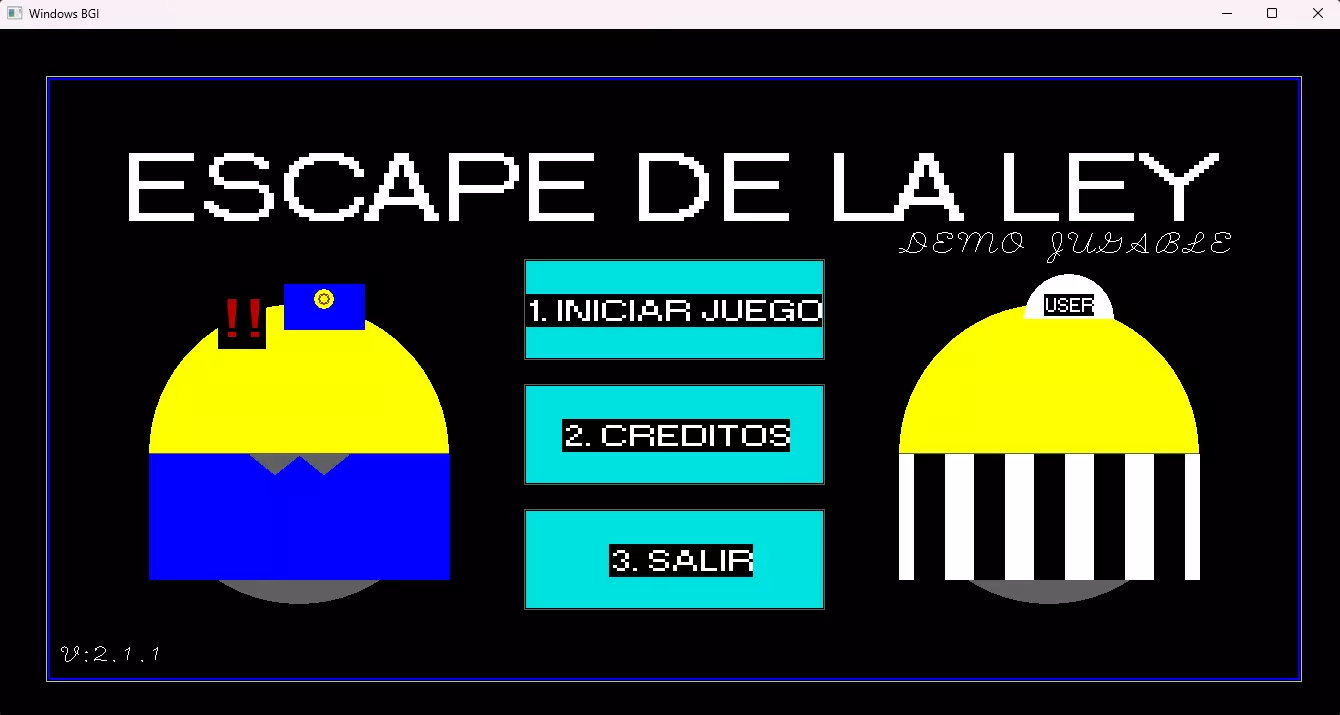 Windows BGI
ESCAPE DE LA LEY
DEMO JUGABLE
!!
USER
1. INICIAR JUEGO
2. CREDITOS
3. SALIR
V:2.1.1